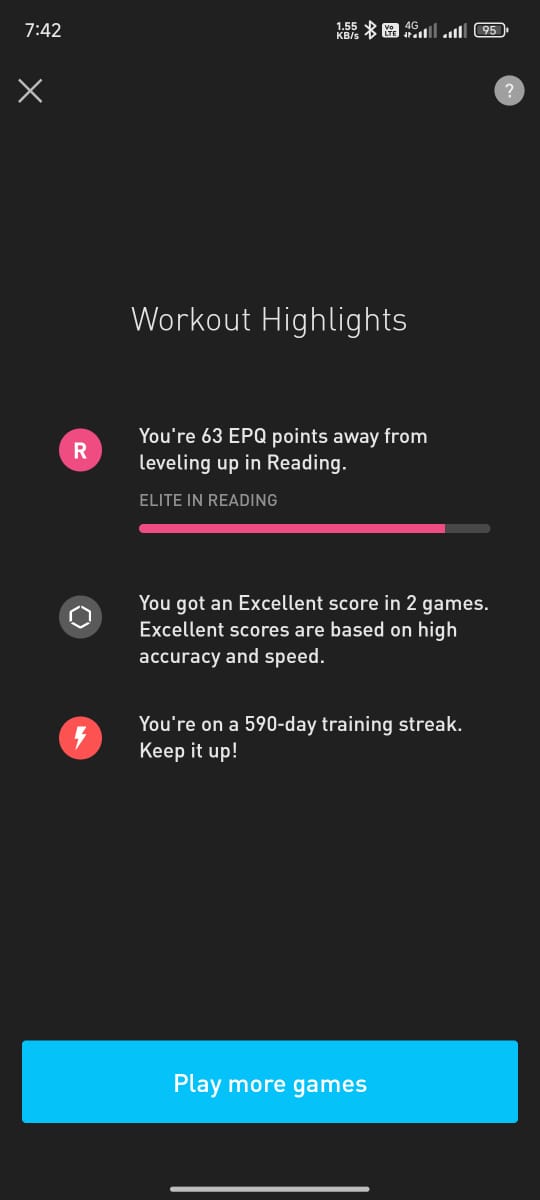 7:42
1.55
KB/s
Vo
LTE
4G
95
?
Workout Highlights
R
You're 63 EPQ points away from
leveling up in Reading.
ELITE IN READING
You got an Excellent score in 2 games.
Excellent scores are based on high
accuracy and speed.
You're on a 590-day training streak.
Keep it up!
Play more games